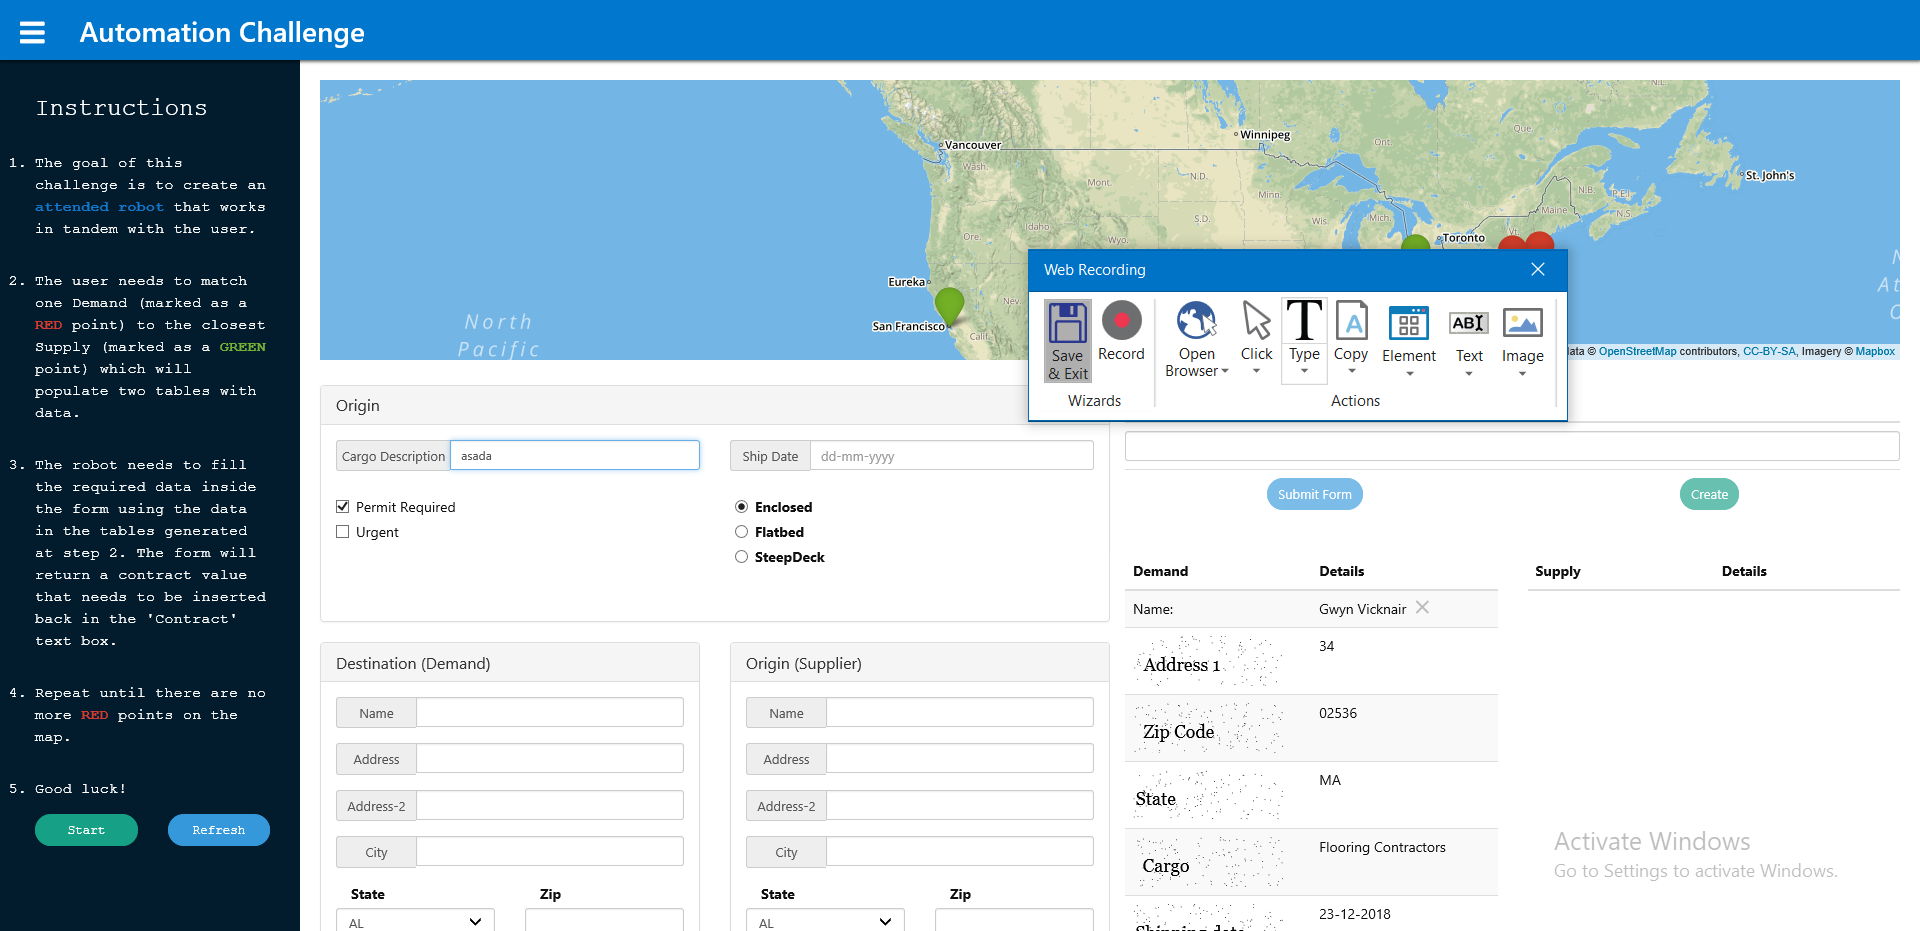 Automation Challenge
Instructions
1. The goal of this
challenge is to create an
attended robot that works
in tandem with the user.
2. The user needs to match
one Demand (marked as a
RED point) to the closest
Supply (marked as a GREEN
point) which will
populate two tables with
data.
3. The robot needs to fill
the required data inside
the form using the data
in the tables generated
at step 2. The form will
return a contract value
that needs to be inserted
back in the 'Contract'
text box.
4. Repeat until there are no
more RED points on the
map.
5. Good luck!
Start
Refresh
N.L.
Winnipeg
Vancouver
Ont.
Que.
Wash.
Mont.
N.D.
Minn.
St. John's
N.B.
P.E.I.
Maine
N.S.
S.D.
Wis.
Mich.
Vt.
Ore.
Idaho
Wyo.
Toronto
Eureka
Nev.
San Francisco
Calif
North
Pacific
N
At
O
ata © OpenStreetMap contributors, CC-BY-SA, Imagery © Mapbox
Web Recording
Save
& Exit
Record
Open
Browser
Click
Type
Copy
Element
Text
Image
Wizards
Actions
Origin
Cargo Description
asada
Ship Date
dd-mm-yyyy
Permit Required
Urgent
Enclosed
Flatbed
SteepDeck
Submit Form
Create
Destination (Demand)
Name
Address
Address-2
City
State
Zip
AL
Origin (Supplier)
Name
Address
Address-2
City
State
Zip
AL
Demand
Details
Name:
Gwyn Vicknair
Address 1
34
Zip Code
02536
State
MA
Cargo
Flooring Contractors
Shipping date
23-12-2018
Supply
Details
Activate Windows
Go to Settings to activate Windows.